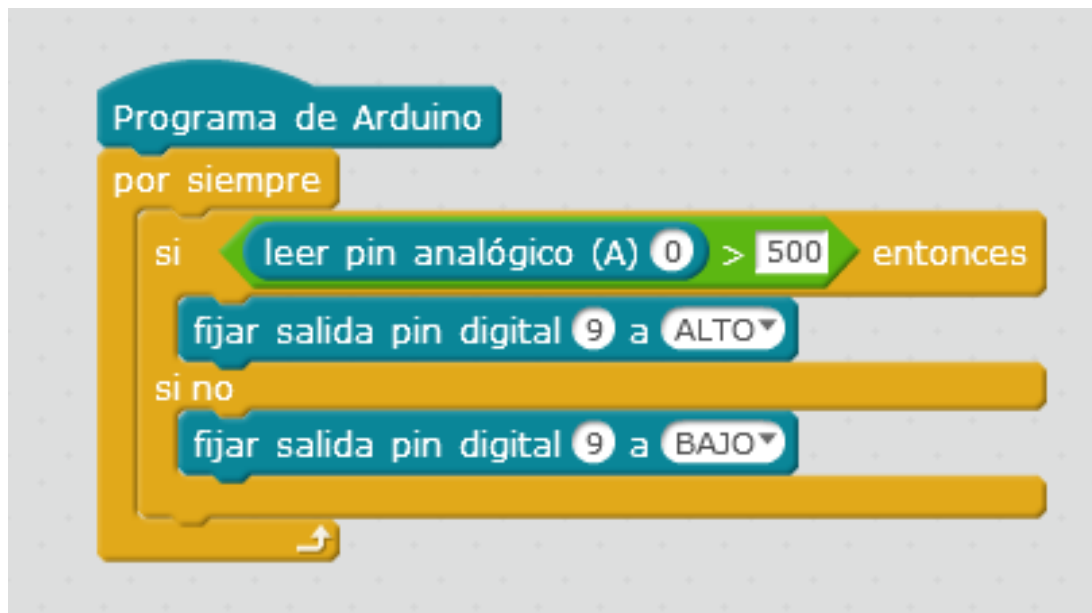 Programa de Arduino
por siempre
si leer pin analógico (A) 0 > 500 entonces
fijar salida pin digital 9 a ALTO
si no
fijar salida pin digital 9 a BAJO